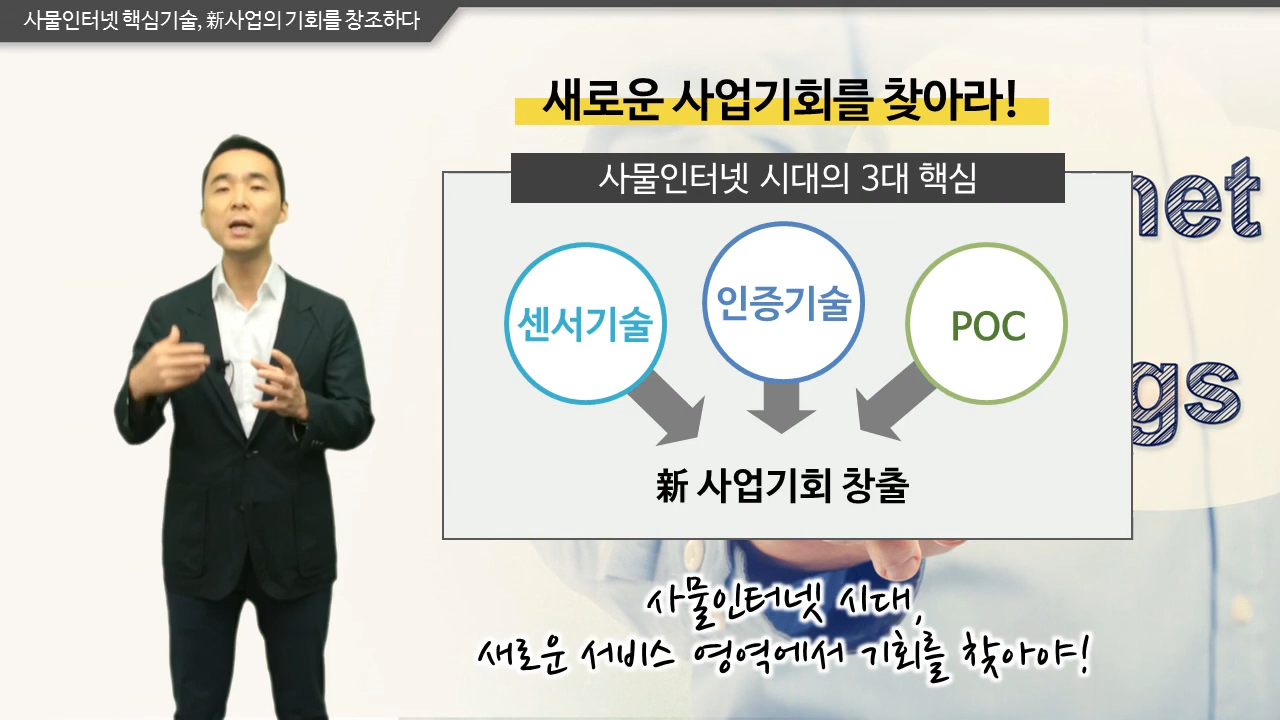 사물인터넷 핵심기술, 新사업의 기회를 창조하다
새로운 사업기회를 찾아라!
사물인터넷 시대의 3대 핵심
센서기술
인증기술
POC
新 사업기회 창출
net
gs
사물인터넷 시대,
새로운 서비스 영역에서 기회를 찾아야!